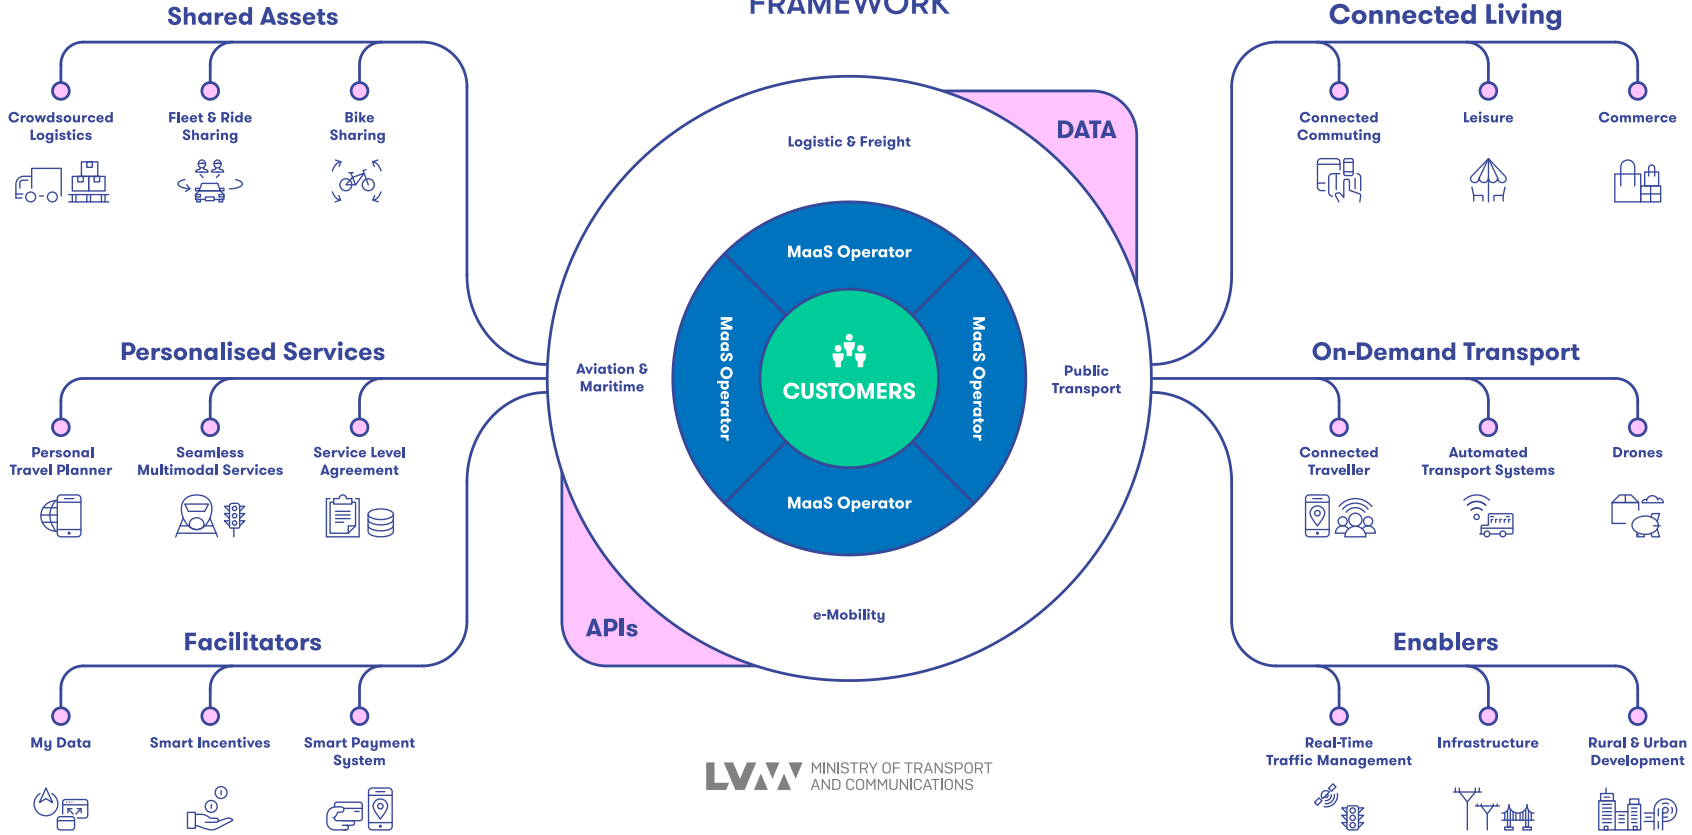 FRAMEWORK
Shared Assets
Crowdsourced
Logistics
Fleet & Ride
Sharing
Bike
Sharing
Personalised Services
Personal
Travel Planner
Seamless
Multimodal Services
Service Level
Agreement
Facilitators
My Data
Smart Incentives
Smart Payment
System
DATA
Logistic & Freight
MaaS Operator
Aviation &
Maritime
MaaS Operator
CUSTOMERS
MaaS Operator
Public
Transport
MaaS Operator
e-Mobility
APIs
Connected Living
Connected
Commuting
Leisure
Commerce
On-Demand Transport
Connected
Traveller
Automated
Transport Systems
Drones
Enablers
Real-Time
Traffic Management
Infrastructure
Rural & Urban
Development
P
LVM MINISTRY OF TRANSPORT
AND COMMUNICATIONS